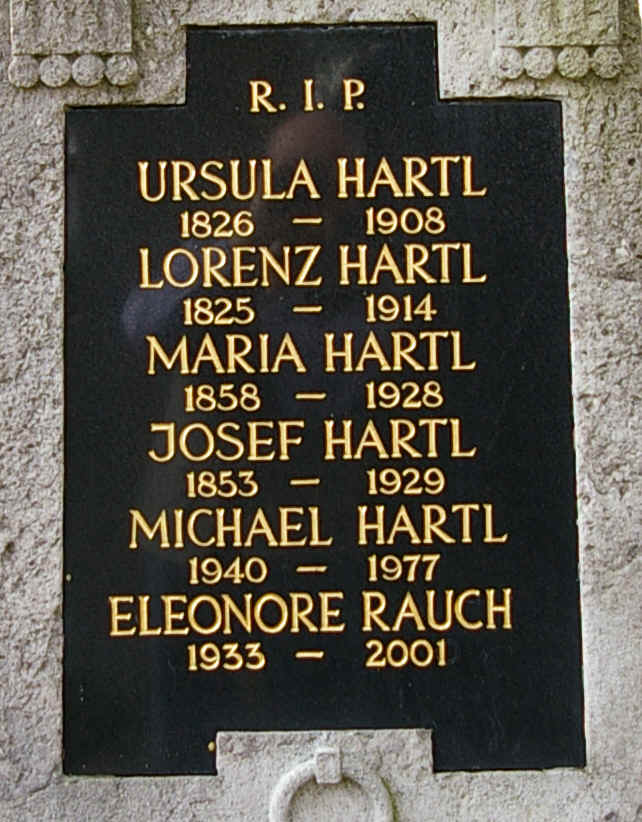 R. I. P.
URSULA HARTL
1826 – 1908
LORENZ HARTL
1825 – 1914
MARIA HARTL
1858 – 1928
JOSEF HARTL
1853 – 1929
MICHAEL HARTL
1940 – 1977
ELEONORE RAUCH
1933 – 2001